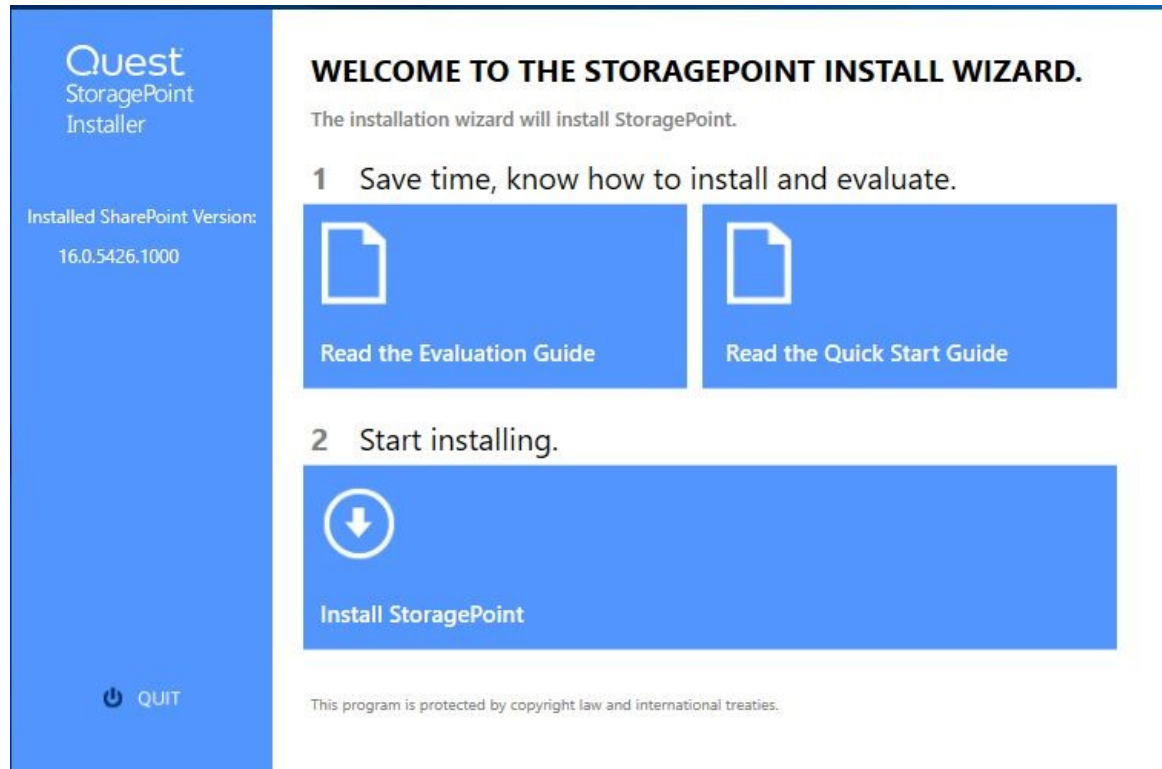 Quest
StoragePoint
Installer
Installed SharePoint Version:
16.0.5426.1000
QUIT
WELCOME TO THE STORAGEPOINT INSTALL WIZARD.
The installation wizard will install StoragePoint.
1 Save time, know how to install and evaluate.
Read the Evaluation Guide
Read the Quick Start Guide
2 Start installing.
Install StoragePoint
This program is protected by copyright law and international treaties.